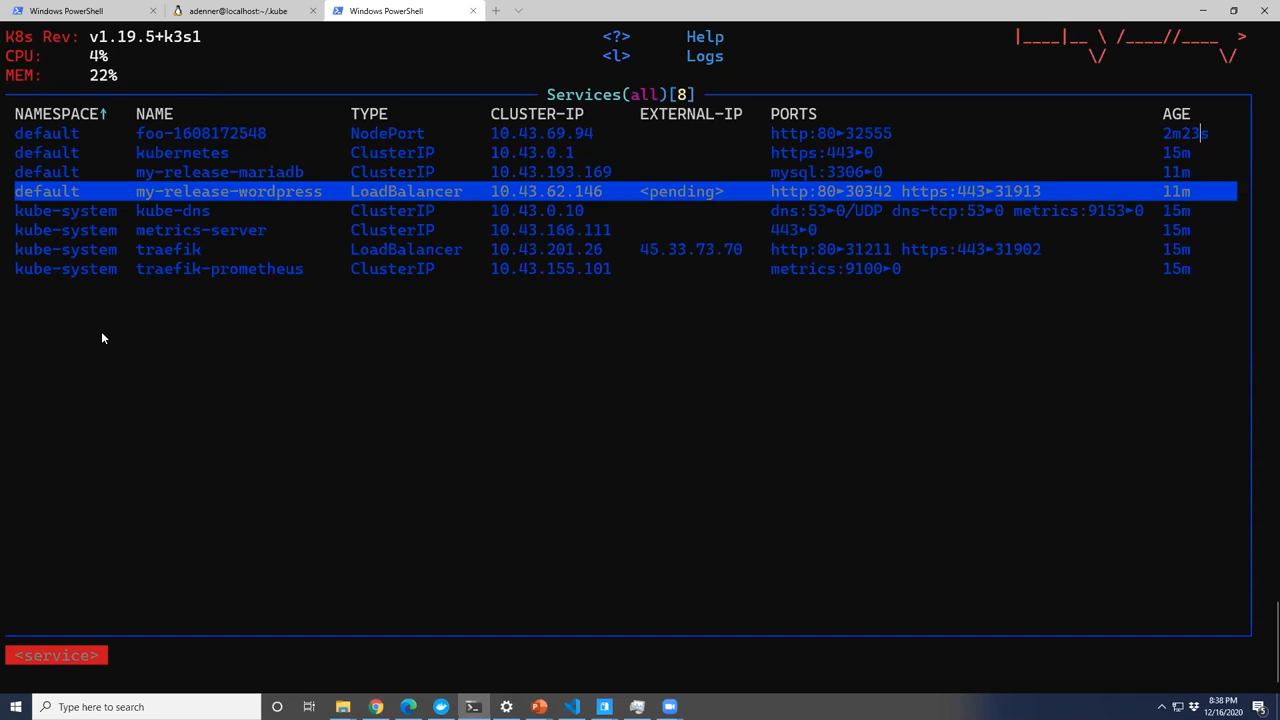 Windows PowerShell adenner@localhost:~/.kube Windows PowerShell
K8s Rev: v1.19.5+k3s1 <?> Help |____|__ \ /____//____ >
CPU: 4% <l> Logs \/ \/
MEM: 22%
Services(all)[8]
NAMESPACE↑ NAME TYPE CLUSTER-IP EXTERNAL-IP PORTS AGE
default foo-1608172548 NodePort 10.43.69.94 http:80►32555 2m23s
default kubernetes ClusterIP 10.43.0.1 https:443►0 15m
default my-release-mariadb ClusterIP 10.43.193.169 mysql:3306►0 11m
default my-release-wordpress LoadBalancer 10.43.62.146 <pending> http:80►30342 https:443►31913 11m
kube-system kube-dns ClusterIP 10.43.0.10 dns:53►0/UDP dns-tcp:53►0 metrics:9153►0 15m
kube-system metrics-server ClusterIP 10.43.166.111 443►0 15m
kube-system traefik LoadBalancer 10.43.201.26 45.33.73.70 http:80►31211 https:443►31902 15m
kube-system traefik-prometheus ClusterIP 10.43.155.101 metrics:9100►0 15m
<service>
Type here to search
8:38 PM
12/16/2020
5